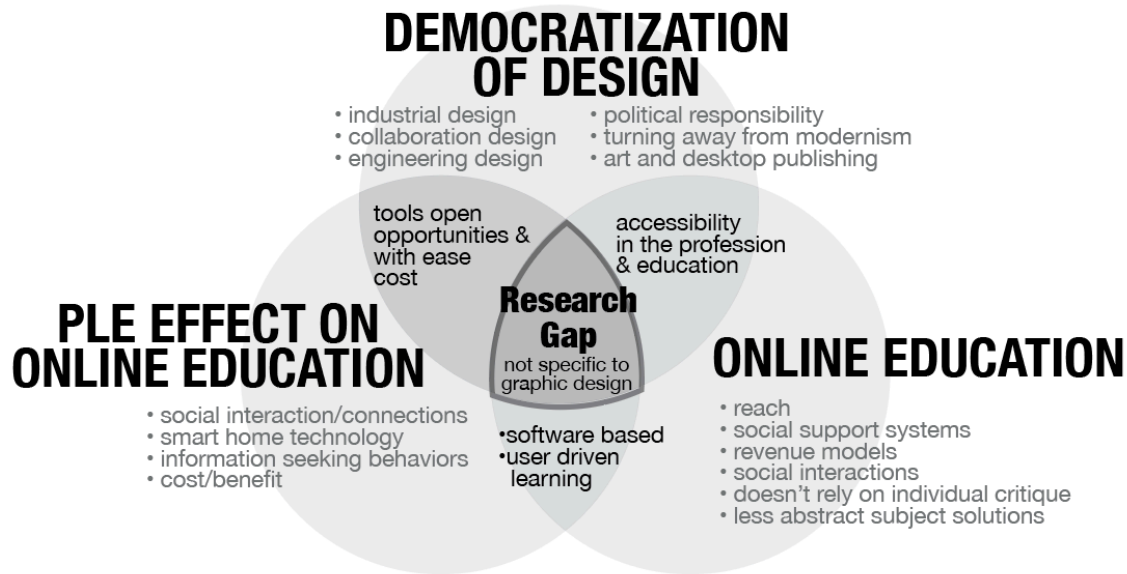 DEMOCRATIZATION
OF DESIGN
• industrial design
• collaboration design
• engineering design
• political responsibility
• turning away from modernism
• art and desktop publishing
tools open
opportunities &
with ease
cost
accessibility
in the profession
& education
Research
Gap
not specific to
graphic design
PLE EFFECT ON
ONLINE EDUCATION
• social interaction/connections
• smart home technology
• information seeking behaviors
• cost/benefit
•software based
•user driven
learning
ONLINE EDUCATION
• reach
• social support systems
• revenue models
• social interactions
• doesn't rely on individual critique
• less abstract subject solutions